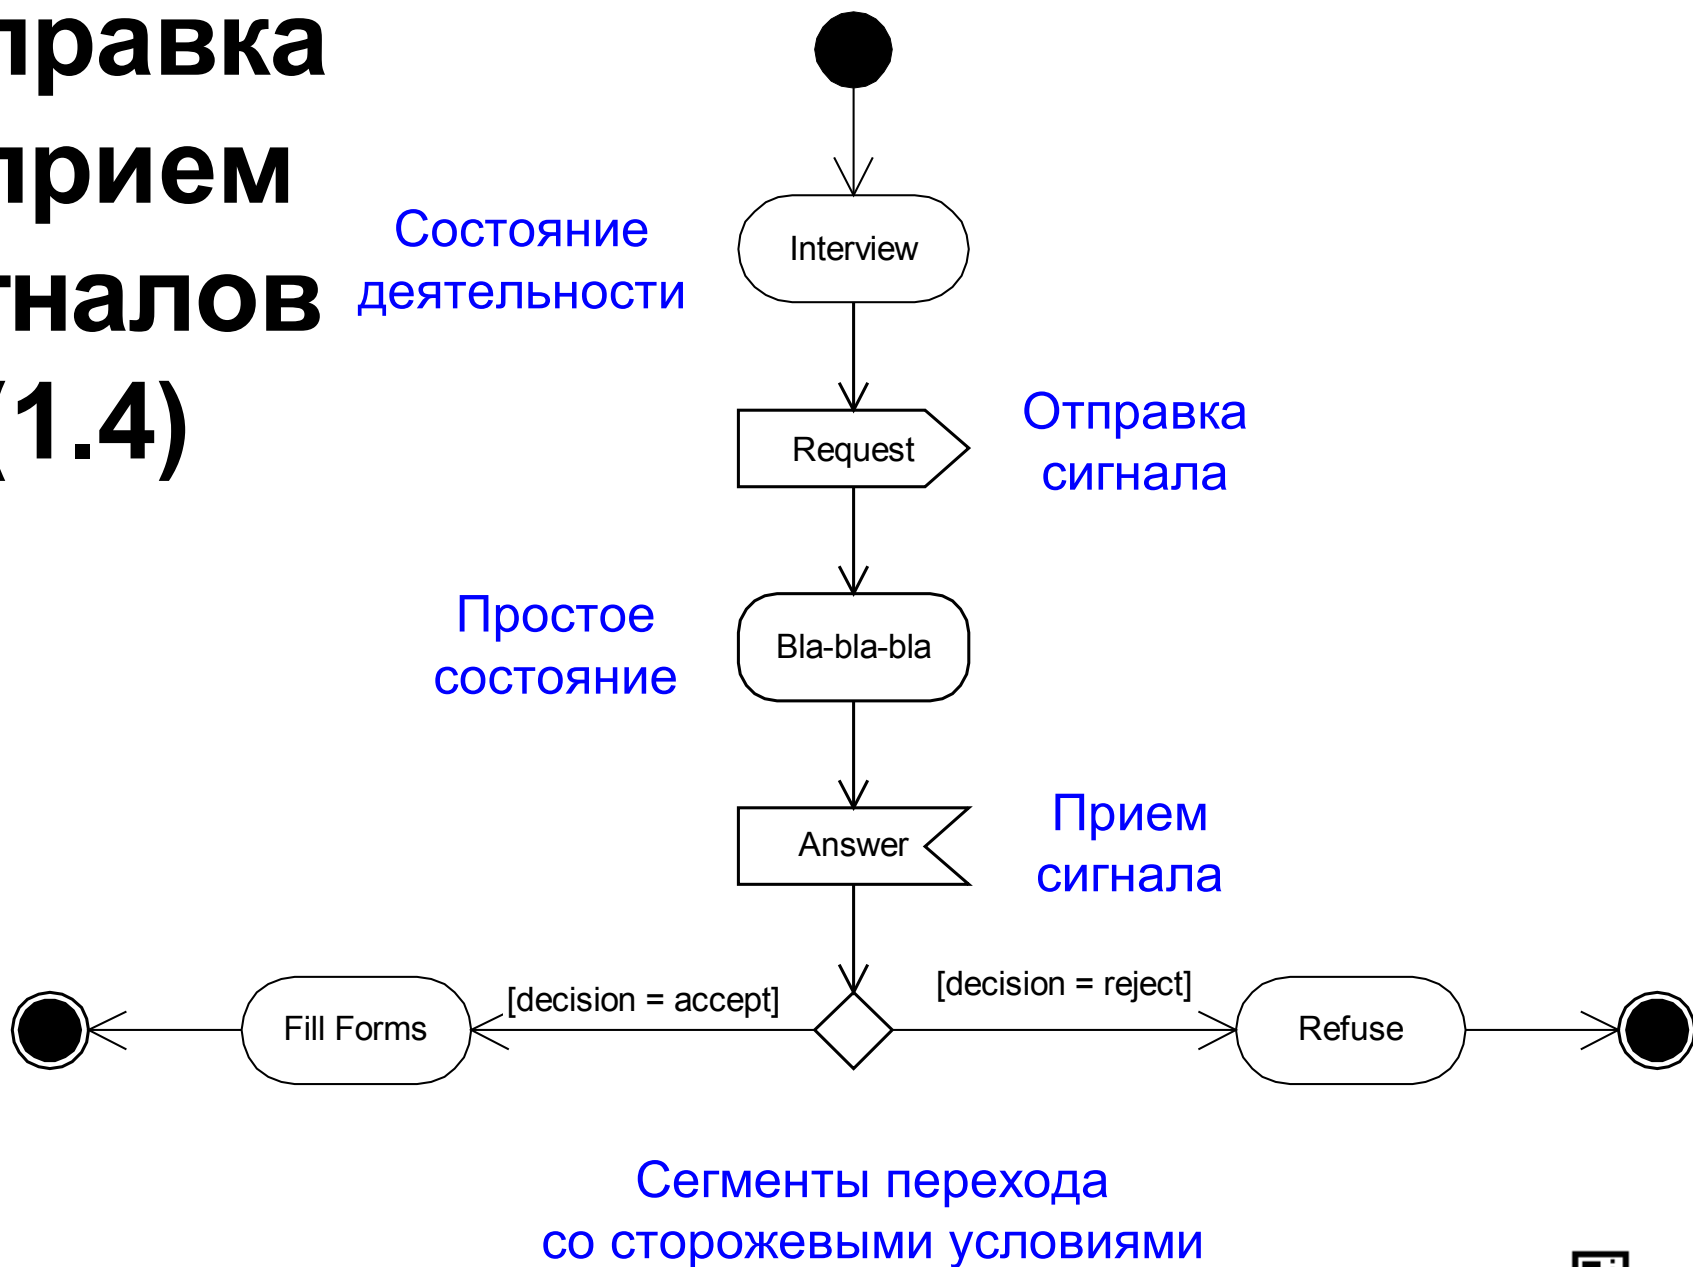 правка
прием
гналов
(1.4)
Состояние
деятельности
Interview
Request
Отправка
сигнала
Простое
состояние
Bla-bla-bla
Answer
Прием
сигнала
[decision = accept]
[decision = reject]
Fill Forms
Refuse
Сегменты перехода
со сторожевыми условиями